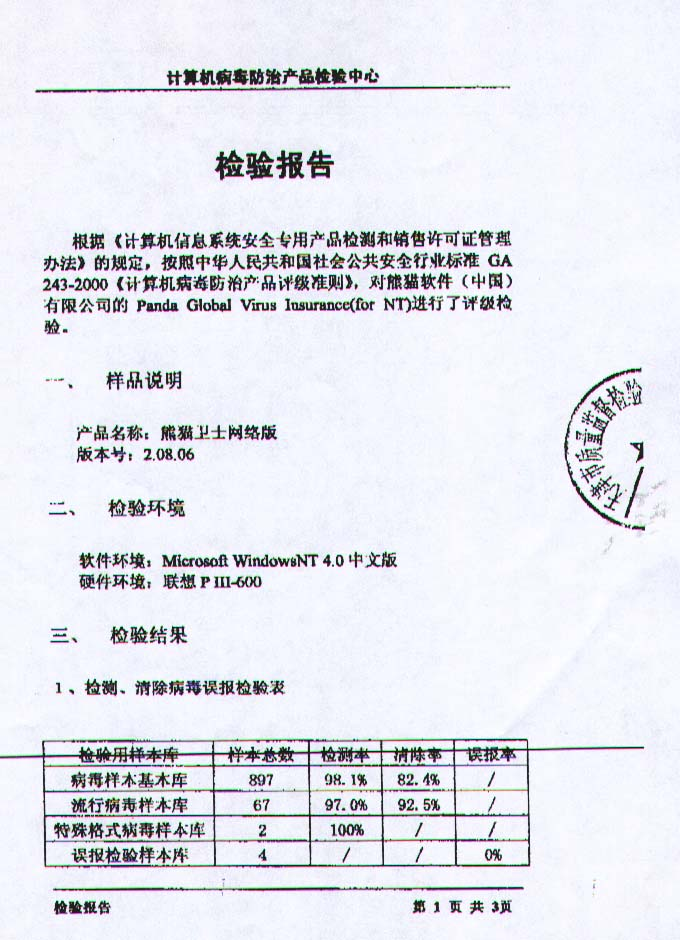 计算机病毒防治产品检验中心
检验报告
根据《计算机信息系统安全专用产品检测和销售许可证管理
办法》的规定，按照中华人民共和国社会公共安全行业标准 GA
243-2000《计算机病毒防治产品评级准则》，对熊猫软件（中国）
有限公司的 Panda Global Virus Insurance(for NT)进行了评级检
验。
一、 样品说明
产品名称：熊猫卫士网络版
版本号：2.08.06
二、 检验环境
软件环境：Microsoft WindowsNT 4.0 中文版
硬件环境：联想 P III-600
三、 检验结果
1 、检测、清除病毒误报检验表
检验用样本库 样本总数 检测率 清除率 误报率
病毒样本基本库 897 98.1% 82.4% /
流行病毒样本库 67 97.0% 92.5% /
特殊格式病毒样本库 2 100% / /
误报检验样本库 4 / / 0%
天津市质量监督检验
检验报告 第 1 页 共 3页